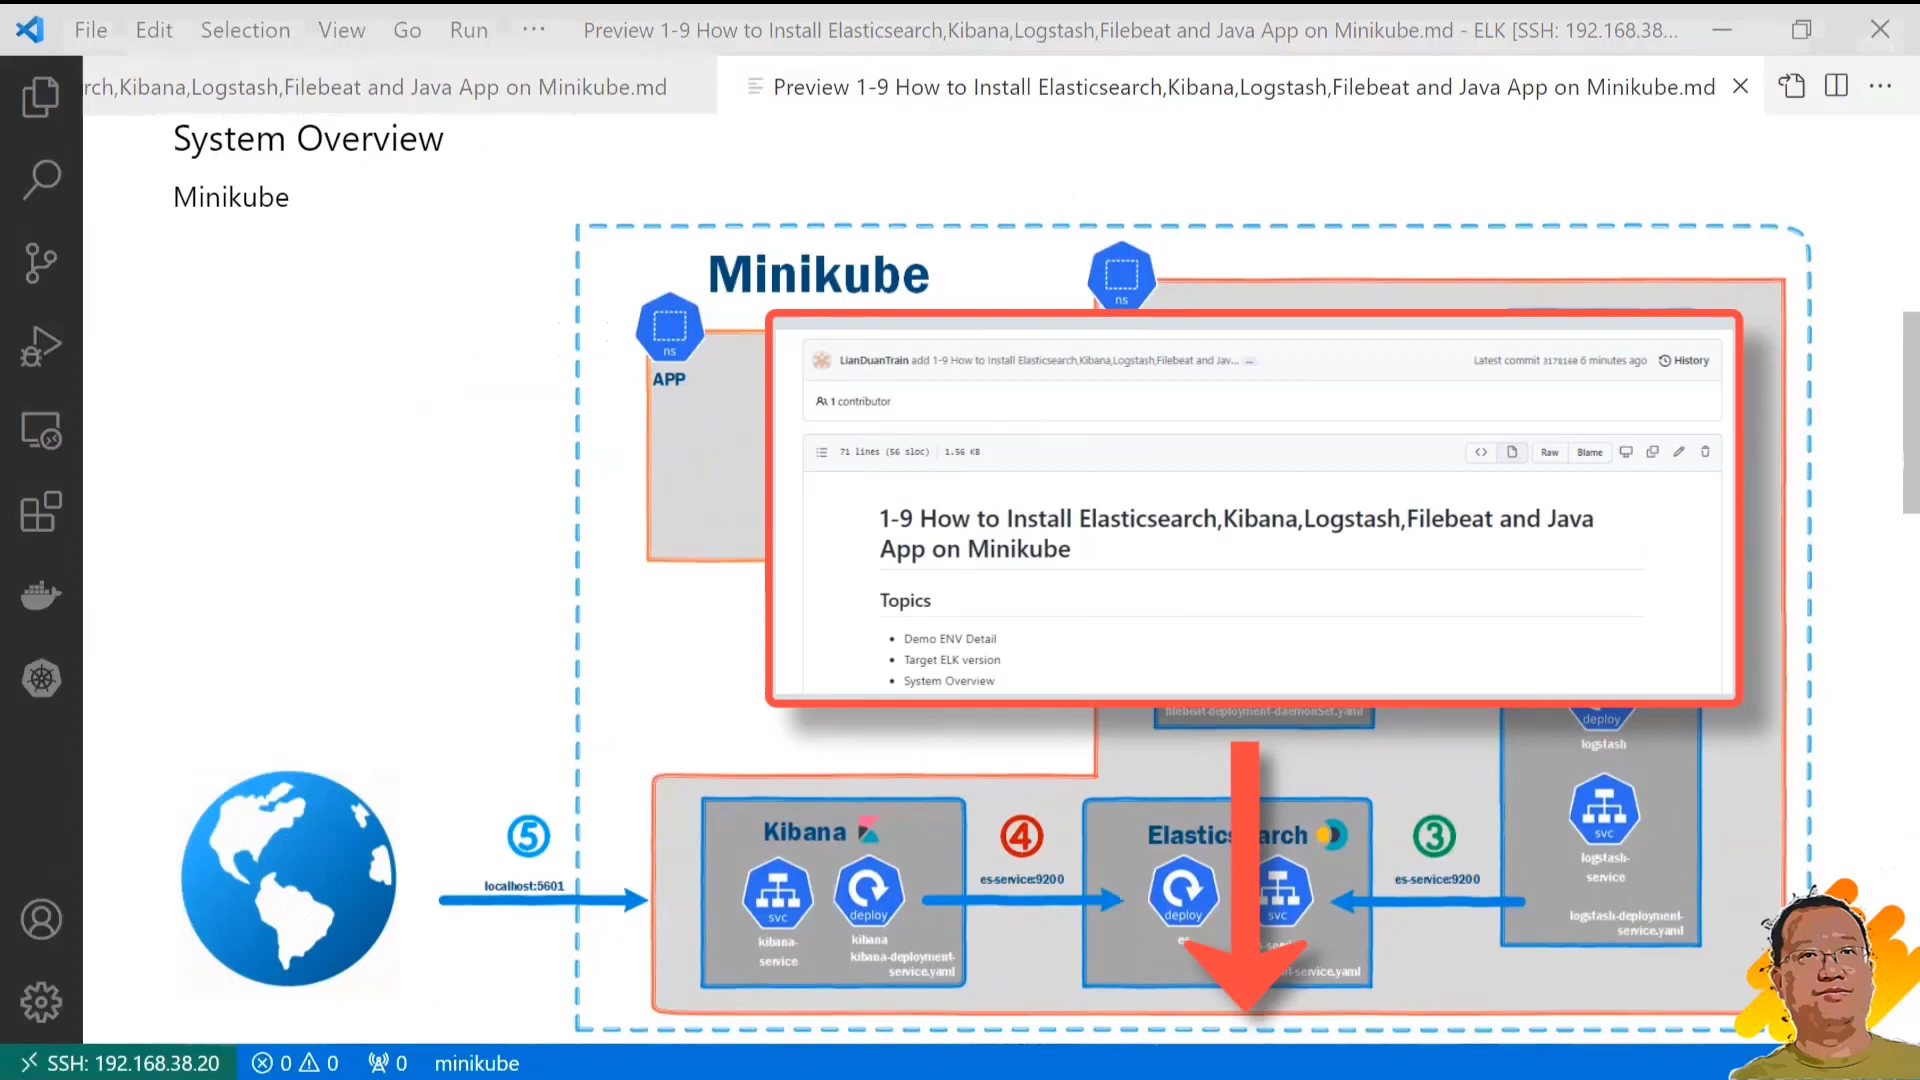 File Edit Selection View Go Run ··· Preview 1-9 How to Install Elasticsearch,Kibana,Logstash,Filebeat and Java App on Minikube.md - ELK [SSH: 192.168.38...
rch,Kibana,Logstash,Filebeat and Java App on Minikube.md
Preview 1-9 How to Install Elasticsearch,Kibana,Logstash,Filebeat and Java App on Minikube.md
System Overview
Minikube
Minikube
ns
ns
APP
LianDuanTrain add 1-9 How to Install Elasticsearch,Kibana,Logstash,Filebeat and Jav... ...
Latest commit 3178168 6 minutes ago History
1 contributor
71 lines (56 sloc) 1.56 KB
Raw Blame
1-9 How to Install Elasticsearch,Kibana,Logstash,Filebeat and Java
App on Minikube
Topics
Demo ENV Detail
Target ELK version
System Overview
filebeat-deployment-daemonSet.yaml
deploy
logstash
svc
logstash-
service
logstash-deployment-
service.yaml
5
localhost:5601
Kibana
svc
deploy
kibana-
service
kibana
kibana-deployment-
service.yaml
4
es-service:9200
deploy
svc
3
es-service:9200
SSH: 192.168.38.20 0 0 0 minikube